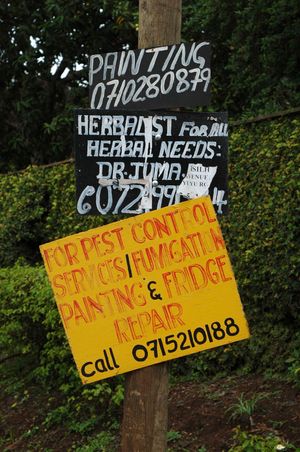 PAINTING
0710280879
HERBALIST FOR ALL
HERBAL NEEDS:
DR. JUMA.
FOR PEST CONTROL
SERVICES/FUMIGATION
PAINTING & FRIDGE
REPAIR
call 0715210188